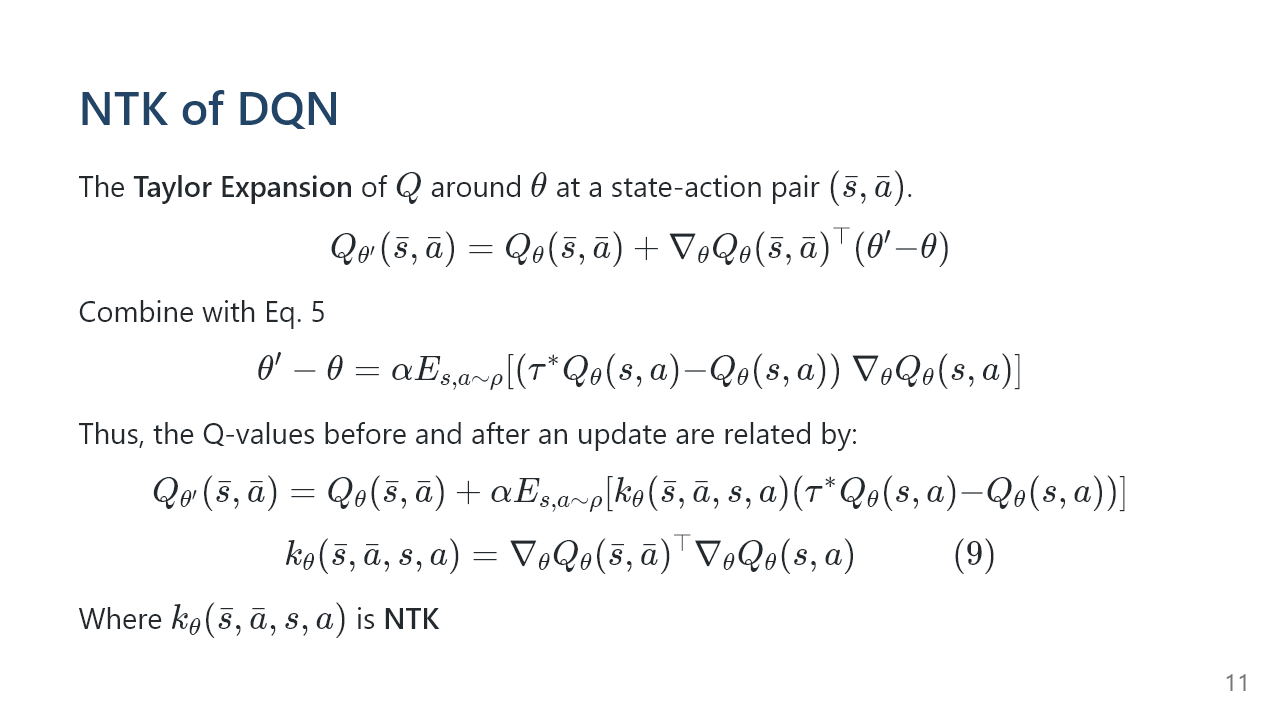 NTK of DQN
The Taylor Expansion of Q around θ at a state-action pair (s̄, ā).
Q_θ′(s̄, ā) = Q_θ(s̄, ā) + ∇_θQ_θ(s̄, ā)^⊤(θ′−θ)
Combine with Eq. 5
θ′ − θ = αE_{s,a∼ρ}[(τ*Q_θ(s, a)−Q_θ(s, a)) ∇_θQ_θ(s, a)]
Thus, the Q-values before and after an update are related by:
Q_θ′(s̄, ā) = Q_θ(s̄, ā) + αE_{s,a∼ρ}[k_θ(s̄, ā, s, a)(τ*Q_θ(s, a)−Q_θ(s, a))]
k_θ(s̄, ā, s, a) = ∇_θQ_θ(s̄, ā)^⊤∇_θQ_θ(s, a) (9)
Where k_θ(s̄, ā, s, a) is NTK
11